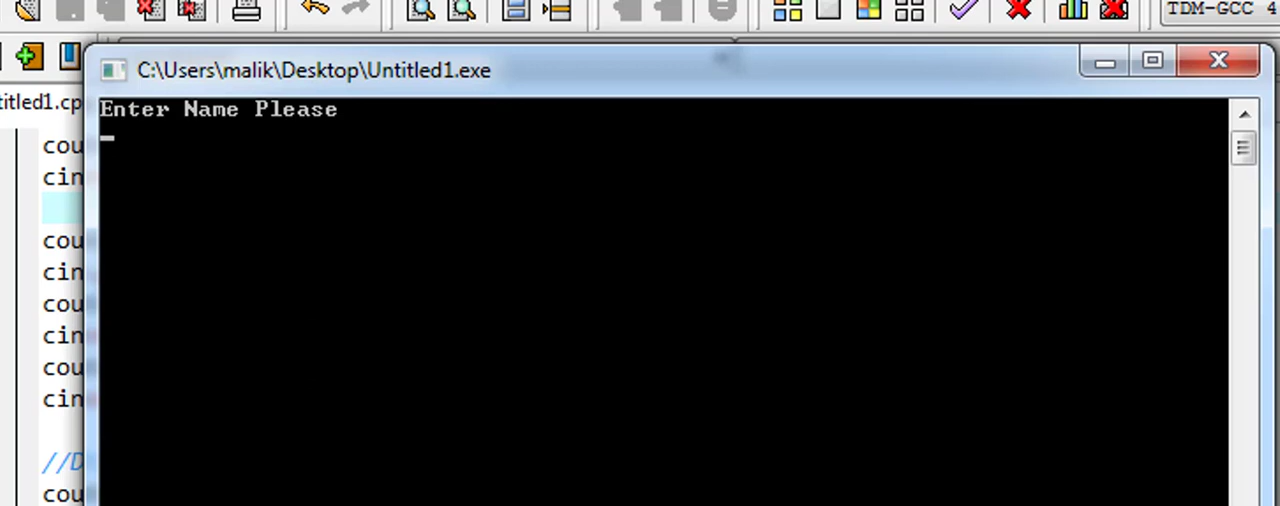 TDM-GCC 4
C:\Users\malik\Desktop\Untitled1.exe
titled1.cp
Enter Name Please
cou
cin
cou
cin
cou
cin
cou
cin
//D
cou